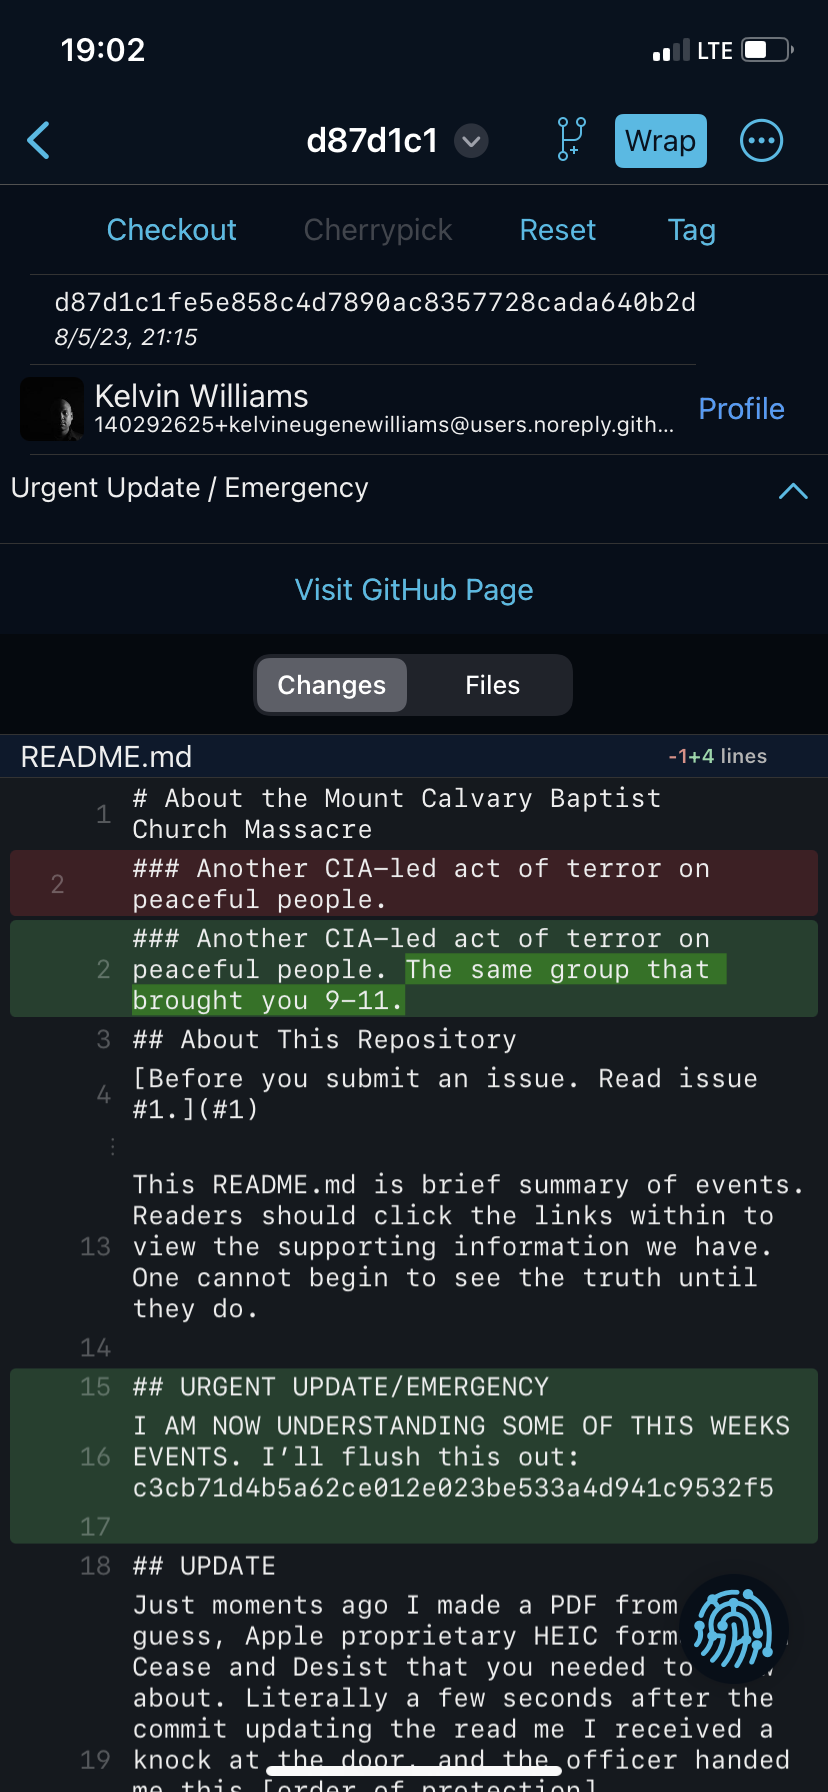 19:02
LTE
d87d1c1
Wrap
Checkout
Cherrypick
Reset
Tag
d87d1c1fe5e858c4d7890ac8357728cada640b2d
8/5/23, 21:15
Kelvin Williams
140292625+kelvineugenewilliams@users.noreply.gith...
Profile
Urgent Update / Emergency
Visit GitHub Page
Changes
Files
README.md
-1+4 lines
1 # About the Mount Calvary Baptist
Church Massacre
2 ### Another CIA-led act of terror on
peaceful people.
2 ### Another CIA-led act of terror on
peaceful people. The same group that
brought you 9-11.
3 ## About This Repository
4 [Before you submit an issue. Read issue
#1.](#1)
This README.md is brief summary of events.
Readers should click the links within to
13 view the supporting information we have.
One cannot begin to see the truth until
they do.
14
15 ## URGENT UPDATE/EMERGENCY
I AM NOW UNDERSTANDING SOME OF THIS WEEKS
16 EVENTS. I’ll flush this out:
c3cb71d4b5a62ce012e023be533a4d941c9532f5
17
18 ## UPDATE
Just moments ago I made a PDF from
guess, Apple proprietary HEIC form
Cease and Desist that you needed to
about. Literally a few seconds after the
commit updating the read me I received a
19 knock at the door, and the officer handed
me this [order of protection]